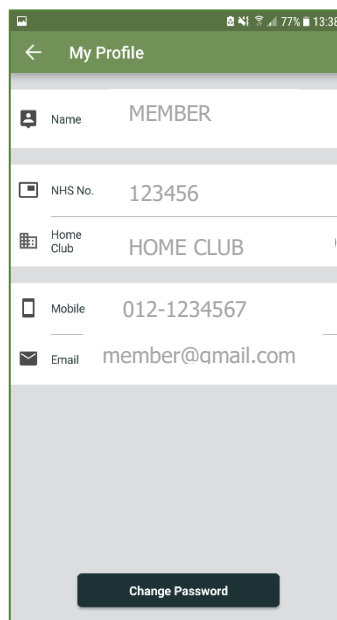 77% 13:38
My Profile
Name MEMBER
NHS No. 123456
Home
Club HOME CLUB
Mobile 012-1234567
Email member@gmail.com
Change Password